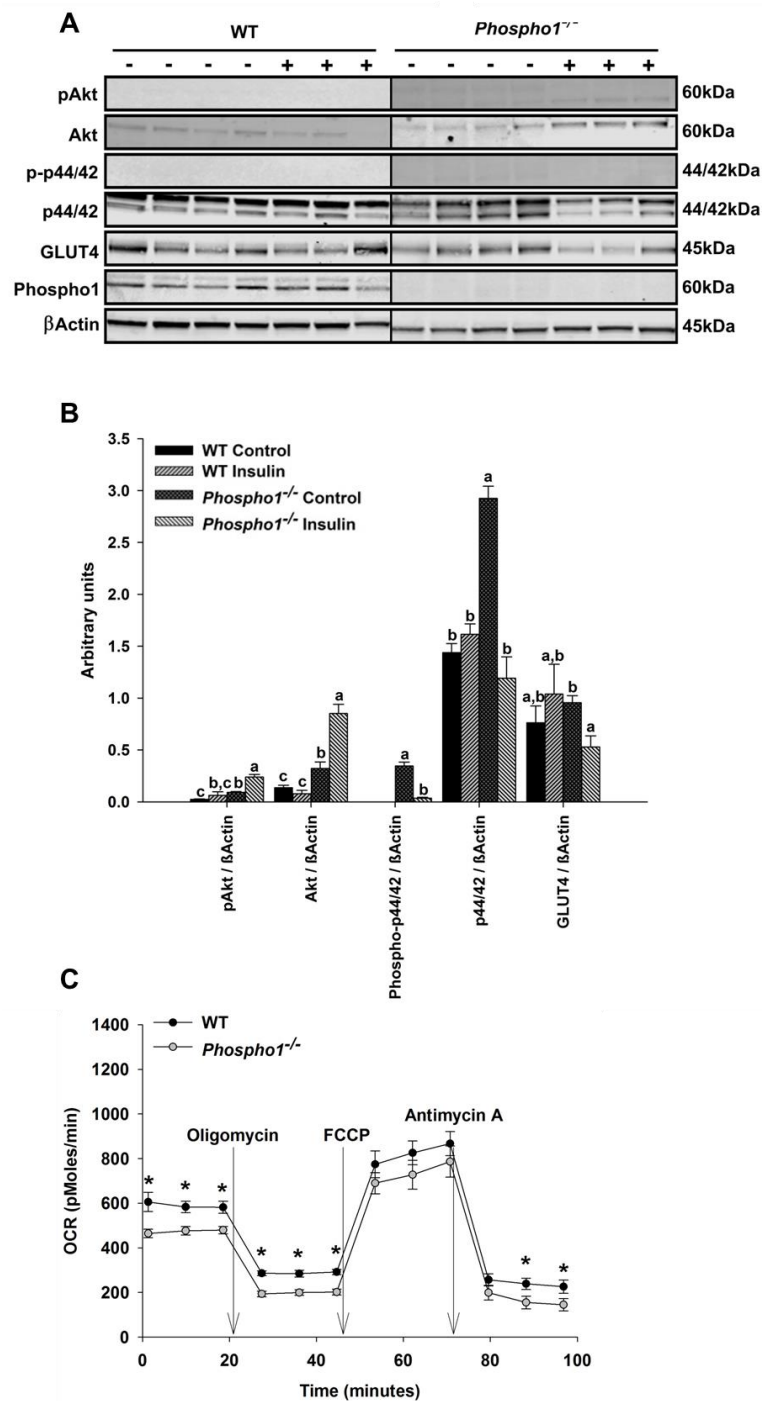 A
WT
Phospho1-/-
- - - - + + + - - - - + + +
pAkt 60kDa
Akt 60kDa
p-p44/42 44/42kDa
p44/42 44/42kDa
GLUT4 45kDa
Phospho1 60kDa
βActin 45kDa
B
WT Control
WT Insulin
Phospho1-/- Control
Phospho1-/- Insulin
Arbitrary units
3.5
3.0
2.5
2.0
1.5
1.0
0.5
0.0
c b,c b a
c c b a
a b
b b a b
a,b a,b b a
pAkt / ßActin
Akt / ßActin
Phospho-p44/42 / ßActin
p44/42 / ßActin
GLUT4 / ßActin
C
WT
Phospho1-/-
OCR (pMoles/min)
1400
1200
1000
800
600
400
200
0
Oligomycin
FCCP
Antimycin A
* * * * * * * *
0 20 40 60 80 100
Time (minutes)